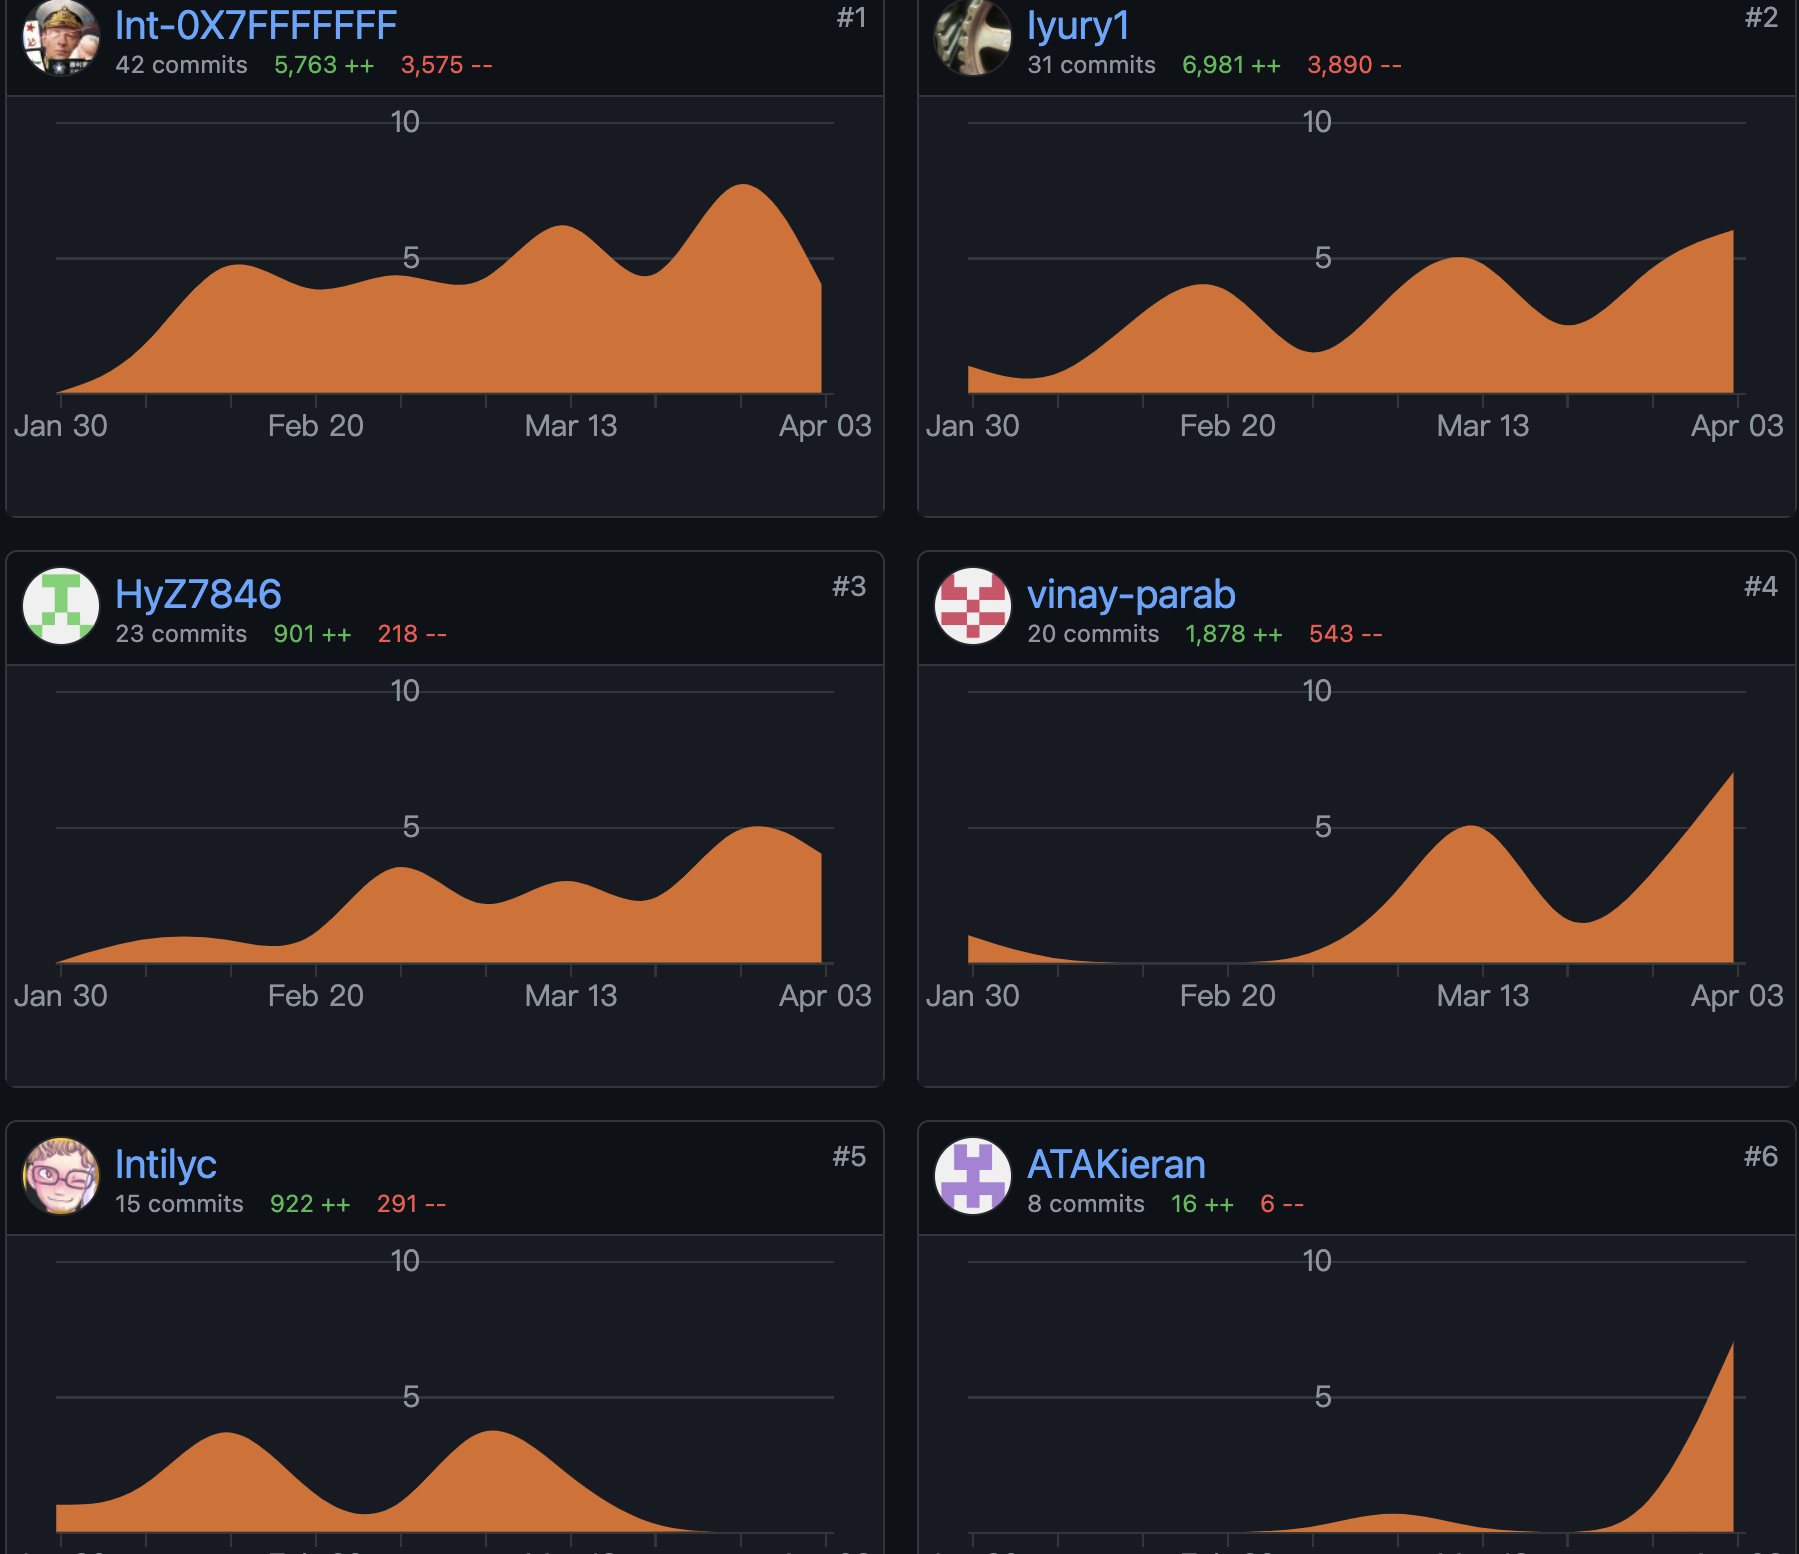 Int-0X7FFFFFFF #1
42 commits 5,763 ++ 3,575 --
10
5
Jan 30 Feb 20 Mar 13 Apr 03
lyury1 #2
31 commits 6,981 ++ 3,890 --
10
5
Jan 30 Feb 20 Mar 13 Apr 03
HyZ7846 #3
23 commits 901 ++ 218 --
10
5
Jan 30 Feb 20 Mar 13 Apr 03
vinay-parab #4
20 commits 1,878 ++ 543 --
10
5
Jan 30 Feb 20 Mar 13 Apr 03
Intilyc #5
15 commits 922 ++ 291 --
10
5
ATAKieran #6
8 commits 16 ++ 6 --
10
5